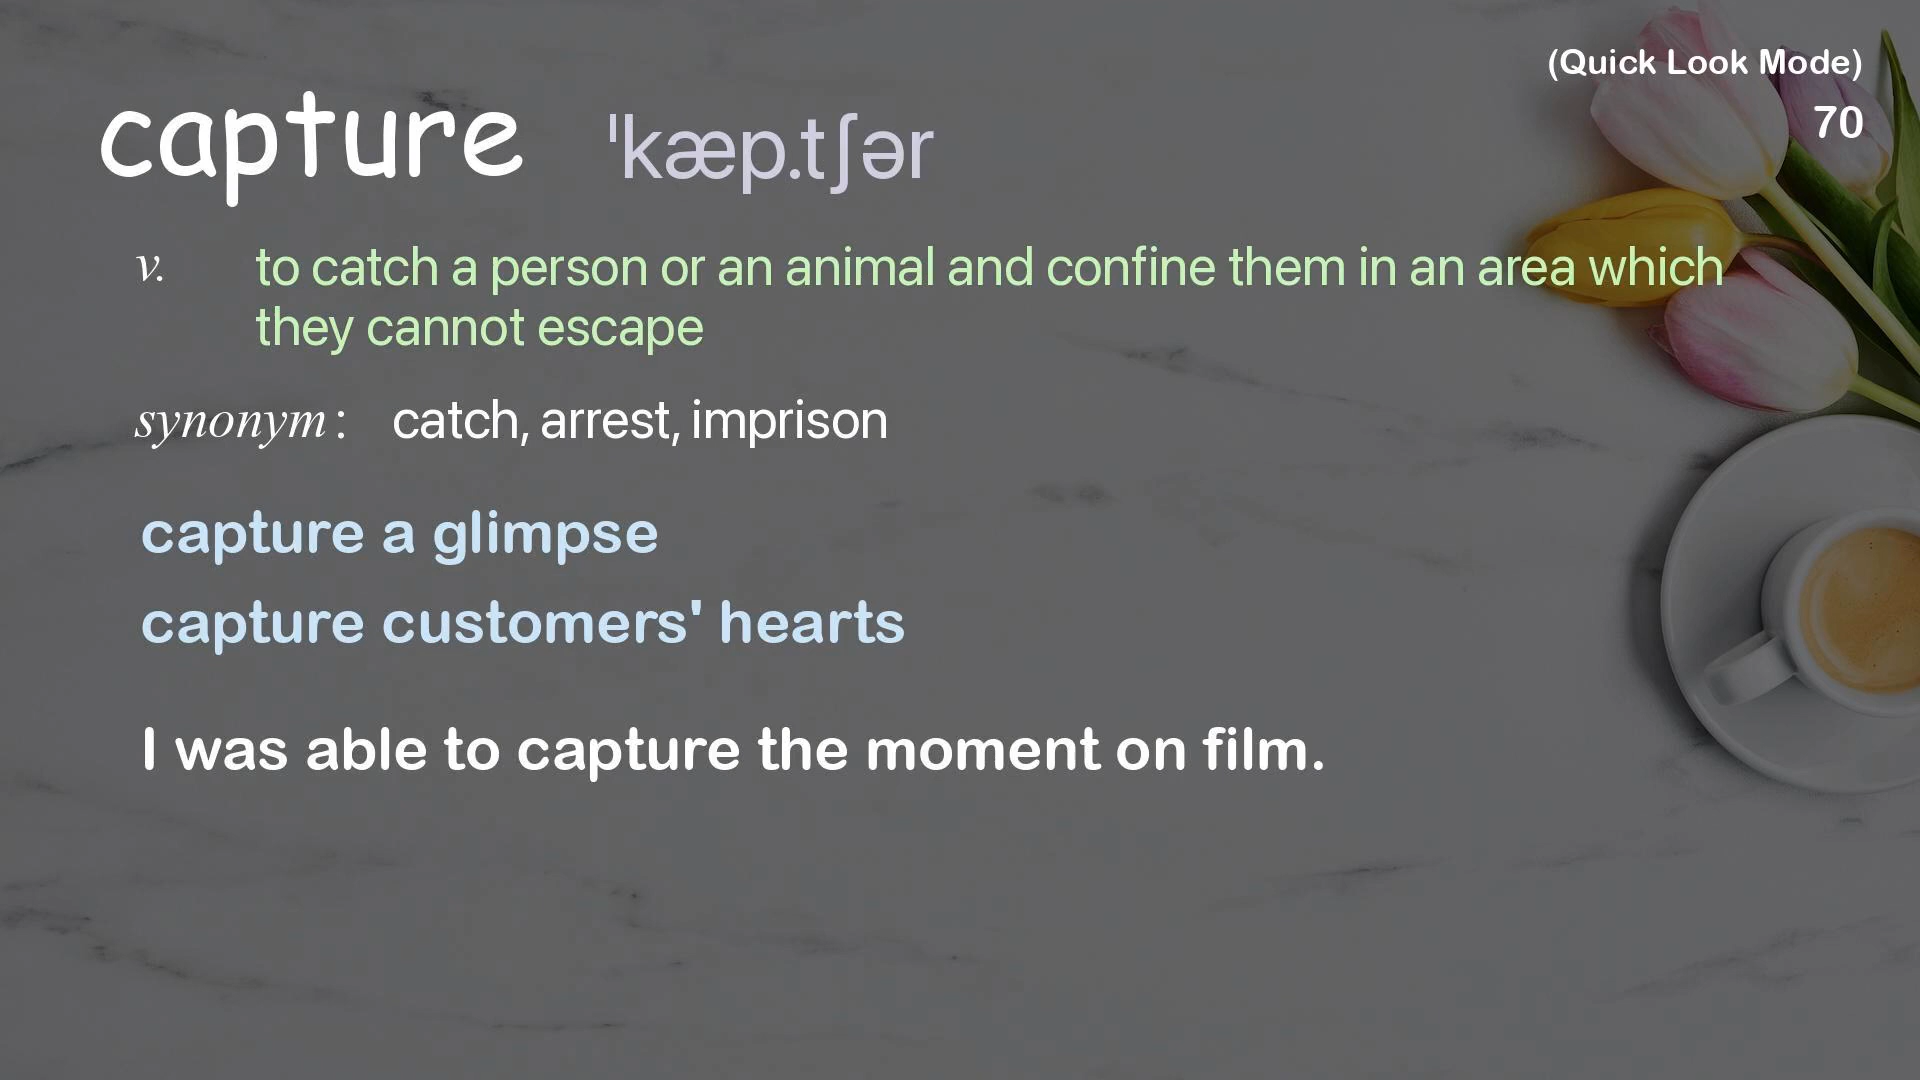 (Quick Look Mode)
70
capture ˈkæp.tʃər
v. to catch a person or an animal and confine them in an area which
they cannot escape
synonym: catch, arrest, imprison
capture a glimpse
capture customers' hearts
I was able to capture the moment on film.